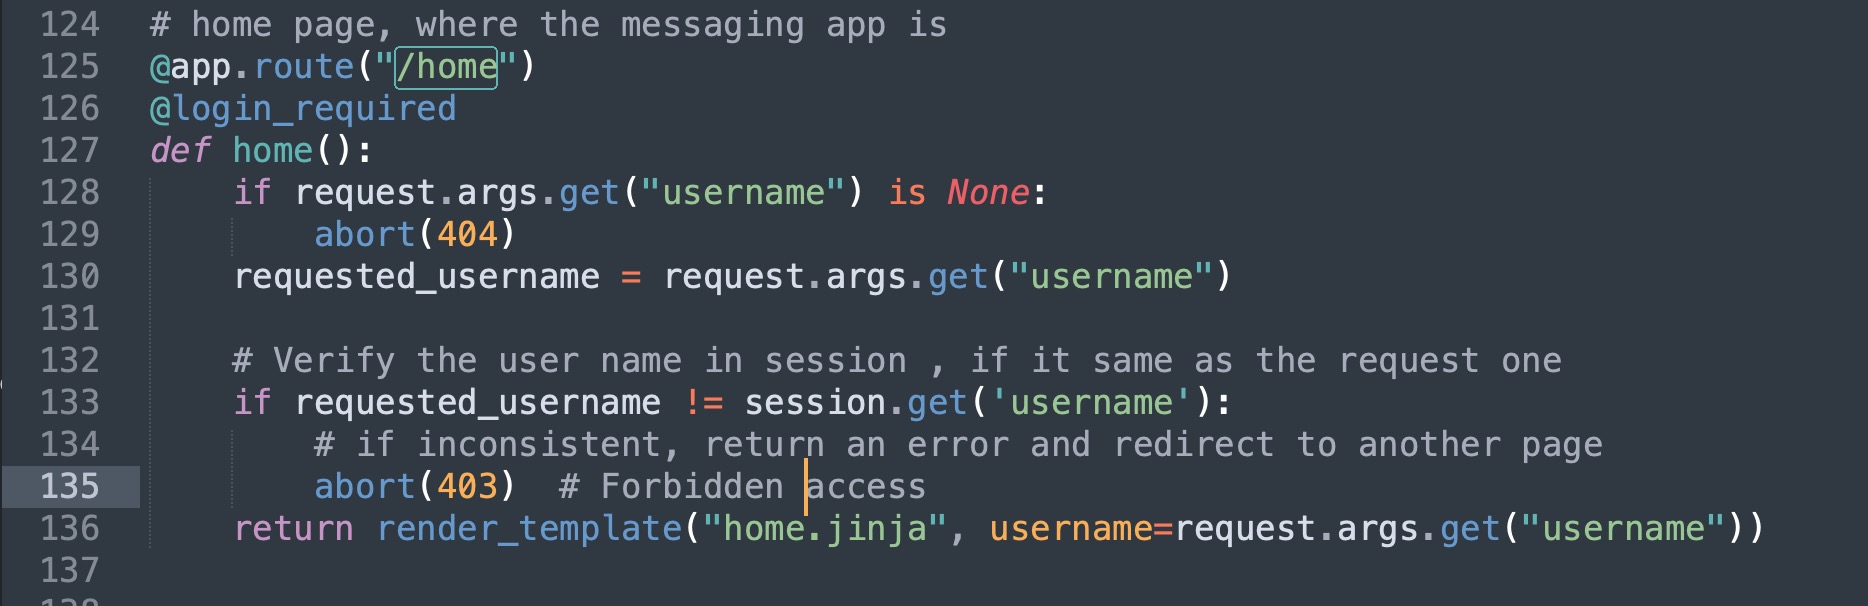 124 # home page, where the messaging app is
125 @app.route("/home")
126 @login_required
127 def home():
128     if request.args.get("username") is None:
129         abort(404)
130     requested_username = request.args.get("username")
131
132     # Verify the user name in session , if it same as the request one
133     if requested_username != session.get('username'):
134         # if inconsistent, return an error and redirect to another page
135         abort(403)  # Forbidden access
136     return render_template("home.jinja", username=request.args.get("username"))
137